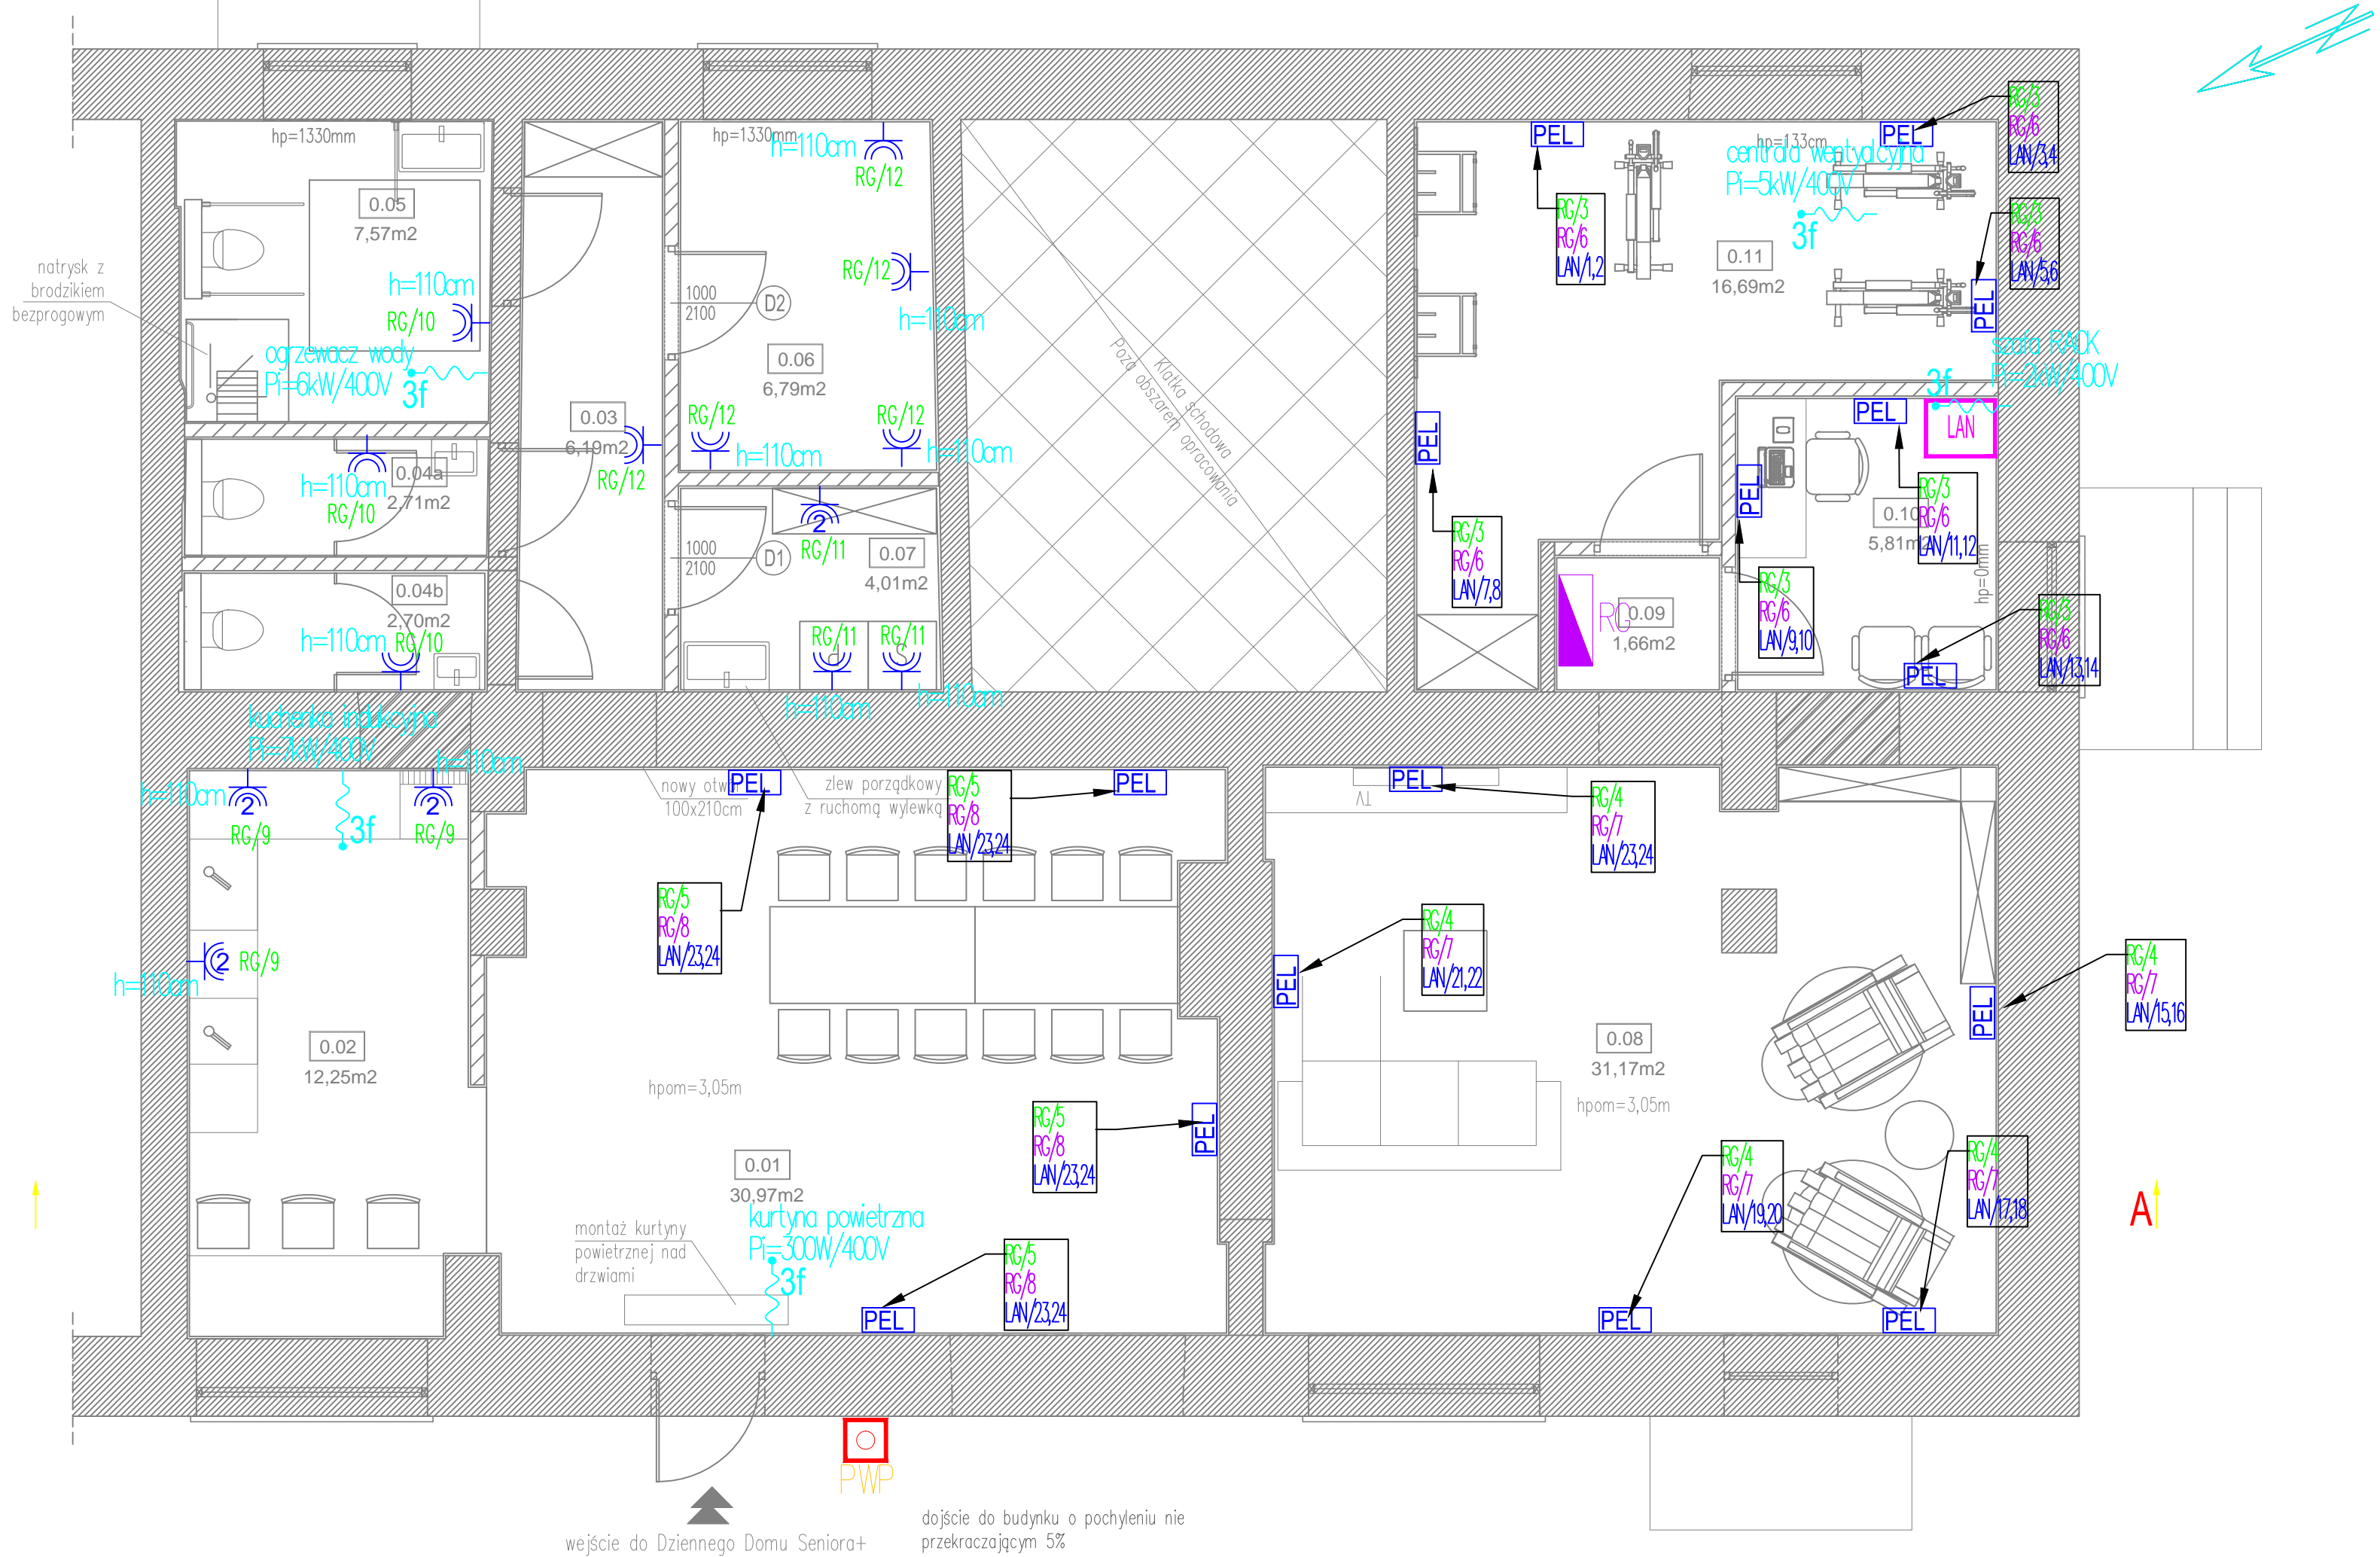 hp=1330mm
0.05
7,57m2
natrysk z
brodzikiem
bezprogowym
h=110cm
RG/10
ogrzewacz wody
Pi=6kW/400V
3f
0.04a
2,71m2
h=110cm
RG/10
0.04b
2,70m2
h=110cm
RG/10
0.03
6,19m2
RG/12
hp=1330mm
h=110cm
RG/12
RG/12
h=110cm
1000
2100
D2
0.06
6,79m2
RG/12
h=110cm
RG/12
h=110cm
2
RG/11
1000
2100
D1
0.07
4,01m2
RG/11
RG/11
h=110cm
h=110cm
Klatka schodowa
Poza obszarem opracowania
PEL
RG/3
RG/6
LAN/1,2
hp=133cm
centrala wentylacyjna
Pi=5kW/400V
3f
PEL
RG/3
RG/6
LAN/3,4
0.11
16,69m2
PEL
RG/3
RG/6
LAN/5,6
szafa RACK
Pi=2kW/400V
3f
PEL
RG/3
RG/6
LAN/7,8
PEL
LAN
RG/3
RG/6
LAN/11,12
0.10
5,81m2
PEL
RG/3
RG/6
LAN/9,10
hp=0mm
RG/3
RG/6
LAN/13,14
PEL
RG
0.09
1,66m2
kuchenka indukcyjna
Pi=7kW/400V
h=110cm
h=110cm
2
RG/9
3f
2
RG/9
2
RG/9
h=110cm
0.02
12,25m2
nowy otwór
100x210cm
PEL
zlew porządkowy
z ruchomą wylewką
RG/5
RG/8
LAN/23,24
PEL
RG/5
RG/8
LAN/23,24
hpom=3,05m
RG/5
RG/8
LAN/23,24
PEL
0.01
30,97m2
kurtyna powietrzna
Pi=300W/400V
3f
montaż kurtyny
powietrznej nad
drzwiami
RG/5
RG/8
LAN/23,24
PEL
PEL
TV
RG/4
RG/7
LAN/23,24
RG/4
RG/7
LAN/21,22
PEL
RG/4
RG/7
LAN/15,16
PEL
0.08
31,17m2
hpom=3,05m
RG/4
RG/7
LAN/19,20
PEL
RG/4
RG/7
LAN/17,18
PEL
A
PWP
wejście do Dziennego Domu Seniora+
dojście do budynku o pochyleniu nie
przekraczającym 5%